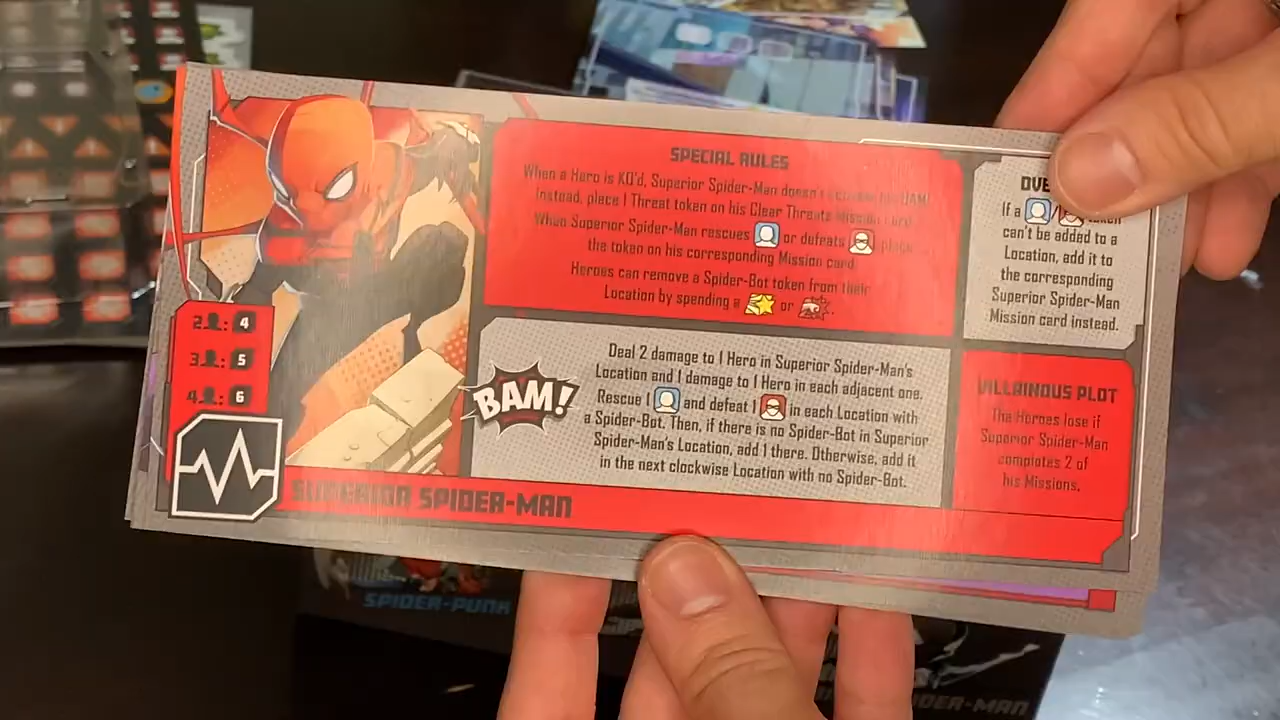 SPECIAL RULES
When a Hero is KO'd, Superior Spider-Man doesn't BAM!
Instead, place 1 Threat token on his Clear Threats Mission card.
When Superior Spider-Man rescues or defeats place
the token on his corresponding Mission card.
Heroes can remove a Spider-Bot token from their
Location by spending a or .
OVE
If a / token
can't be added to a
Location, add it to
the corresponding
Superior Spider-Man
Mission card instead.
2 : 4
3 : 5
4 : 6
BAM!
Deal 2 damage to 1 Hero in Superior Spider-Man's
Location and 1 damage to 1 Hero in each adjacent one.
Rescue 1 and defeat 1 in each Location with
a Spider-Bot. Then, if there is no Spider-Bot in Superior
Spider-Man's Location, add 1 there. Otherwise, add it
in the next clockwise Location with no Spider-Bot.
VILLAINOUS PLOT
The Heroes lose if
Superior Spider-Man
completes 2 of
his Missions.
SUPERIOR SPIDER-MAN
SPIDER-PUNK
IDER-MAN